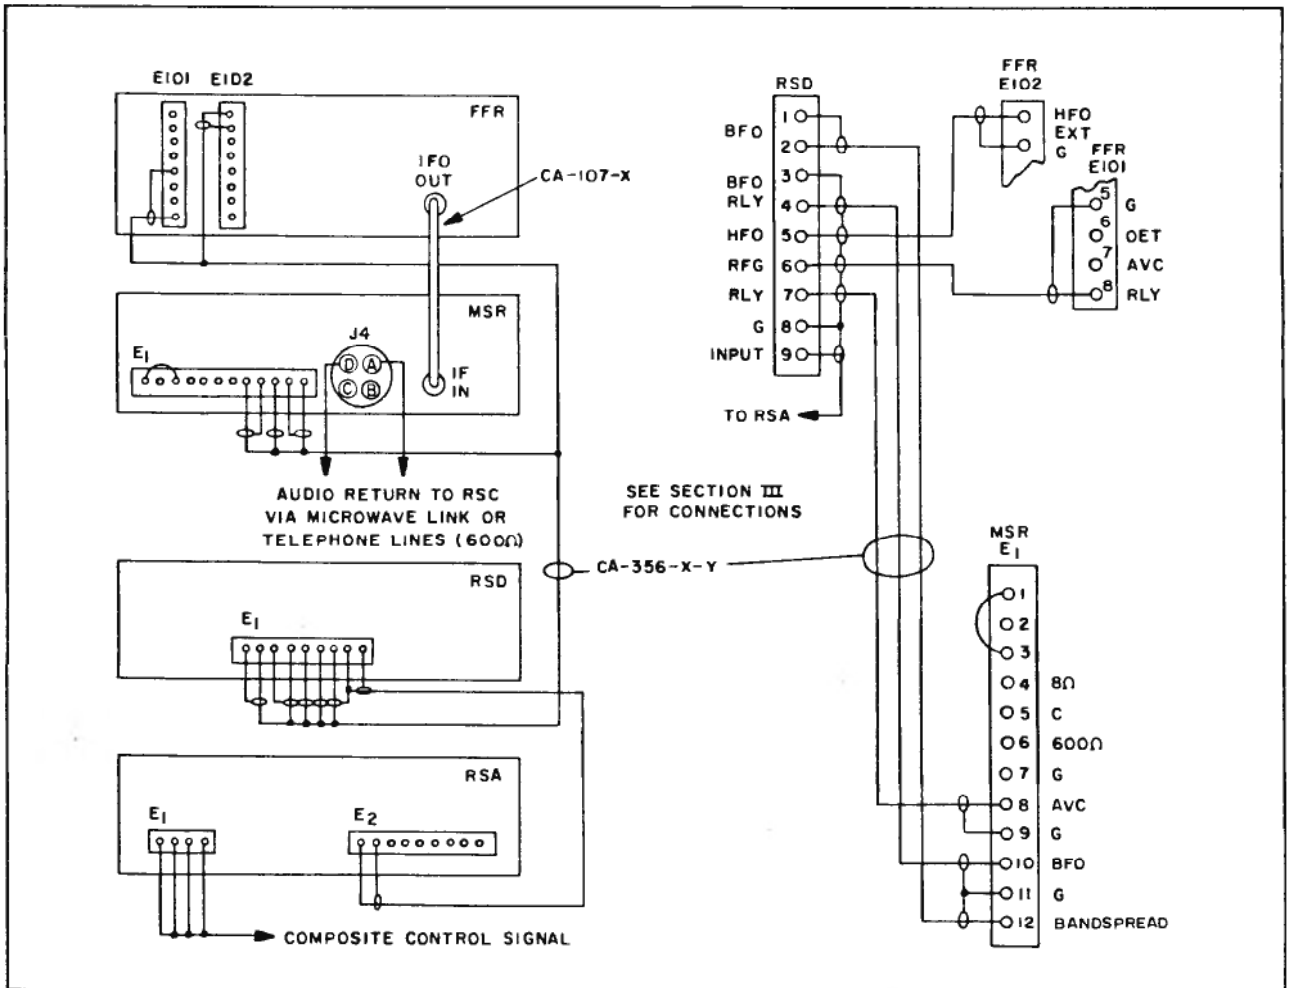 E101 E102
FFR
IFO
OUT
CA-107-X
MSR
E1
J4
D A
C B
IF
IN
AUDIO RETURN TO RSC
VIA MICROWAVE LINK OR
TELEPHONE LINES (600Ω)
RSD
E1
RSA
E1
E2
COMPOSITE CONTROL SIGNAL
SEE SECTION III
FOR CONNECTIONS
CA-356-X-Y
RSD
BFO
1
2
BFO
3
RLY 4
HFO 5
RFG 6
RLY 7
G 8
INPUT 9
TO RSA
FFR
E102
HFO
EXT
G
FFR
E101
5 G
6 OET
7 AVC
8 RLY
MSR
E1
1
2
3
4 8Ω
5 C
6 600Ω
7 G
8 AVC
9 G
10 BFO
11 G
12 BANDSPREAD